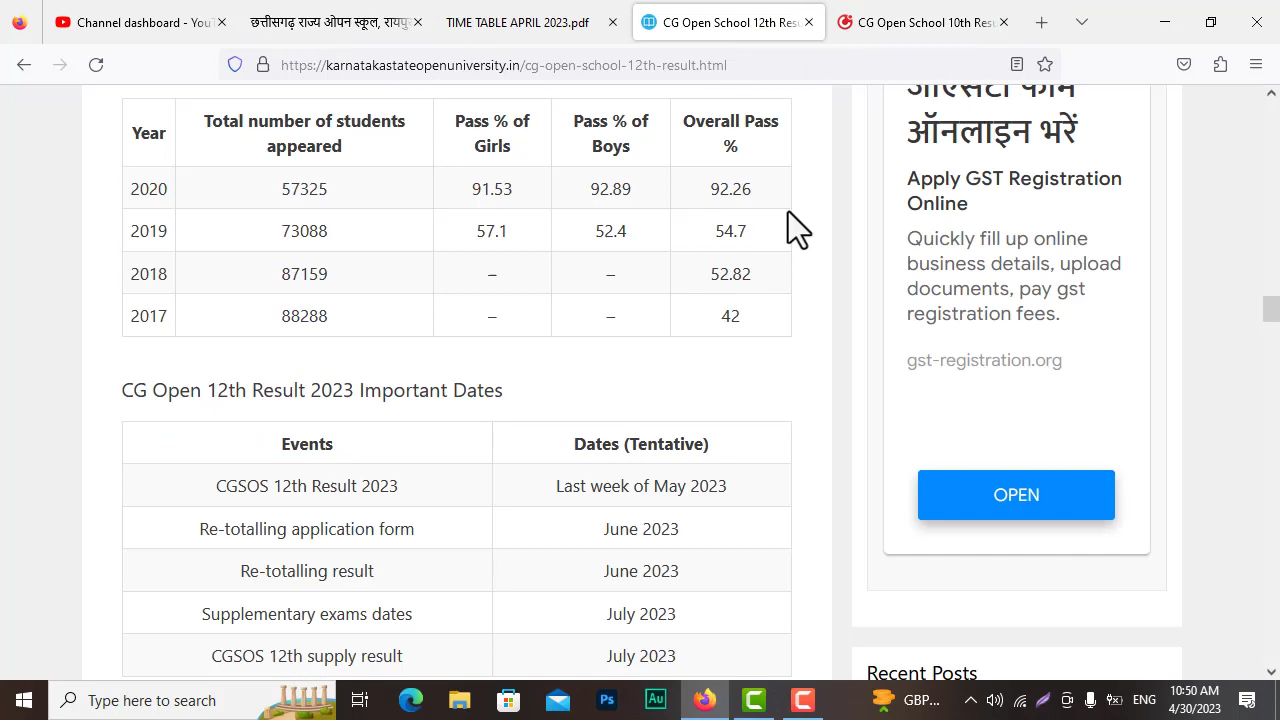 Channel dashboard - YouT
छत्तीसगढ़ राज्य ओपन स्कूल, रायपु
TIME TABLE APRIL 2023.pdf
CG Open School 12th Resu
CG Open School 10th Resu
https://karnatakastateopenuniversity.in/cg-open-school-12th-result.html
Year
Total number of students appeared
Pass % of Girls
Pass % of Boys
Overall Pass %
2020 57325 91.53 92.89 92.26
2019 73088 57.1 52.4 54.7
2018 87159 – – 52.82
2017 88288 – – 42
CG Open 12th Result 2023 Important Dates
Events Dates (Tentative)
CGSOS 12th Result 2023 Last week of May 2023
Re-totalling application form June 2023
Re-totalling result June 2023
Supplementary exams dates July 2023
CGSOS 12th supply result July 2023
ऑनलाइन भरें
Apply GST Registration
Online
Quickly fill up online
business details, upload
documents, pay gst
registration fees.
gst-registration.org
OPEN
Recent Posts
Type here to search
Ps
Au
GBP...
ENG
10:50 AM
4/30/2023